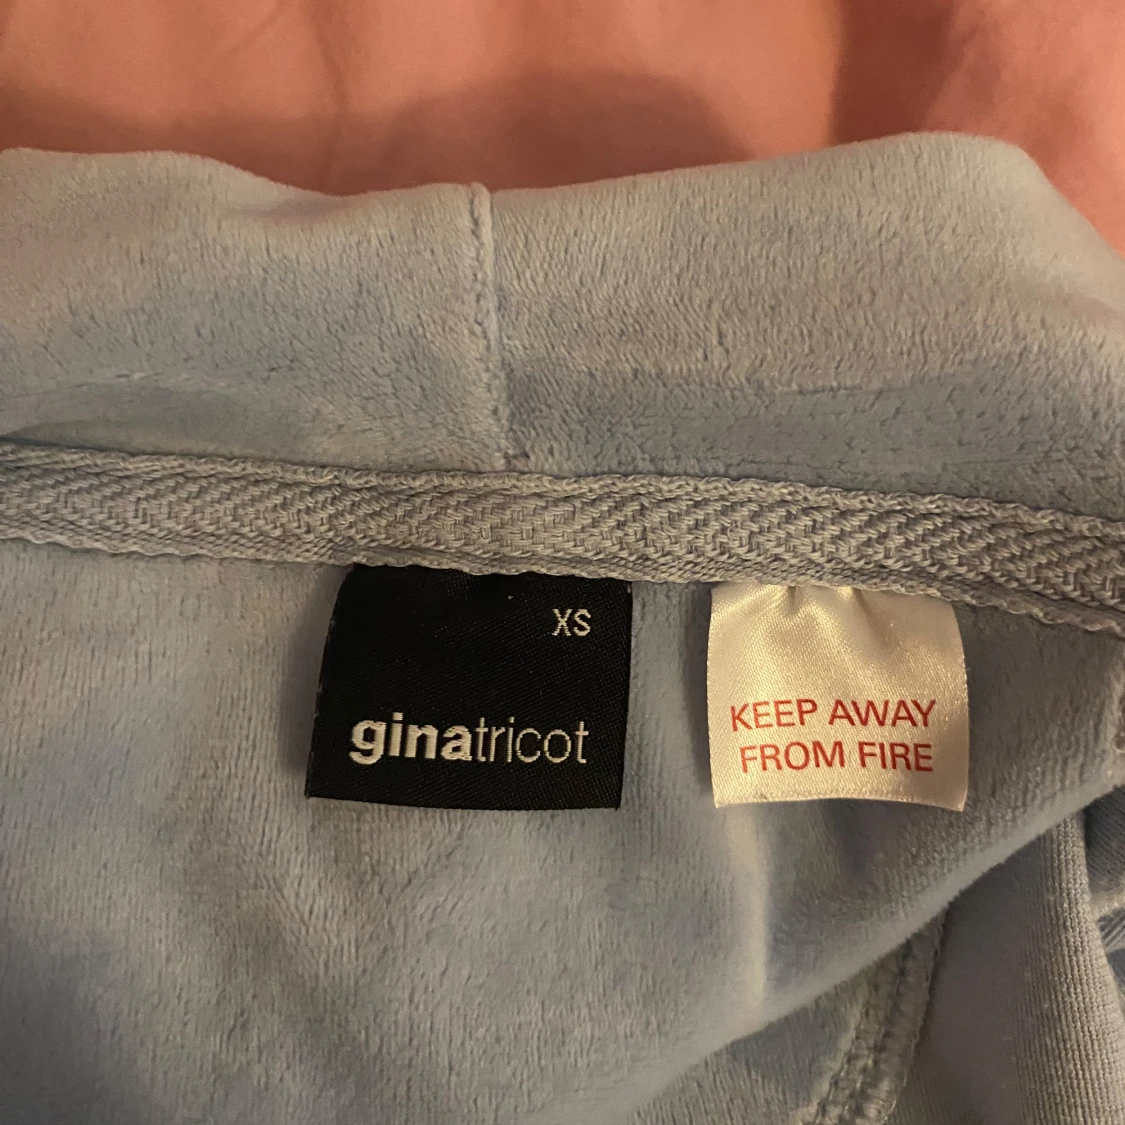 XS
ginatricot
KEEP AWAY
FROM FIRE